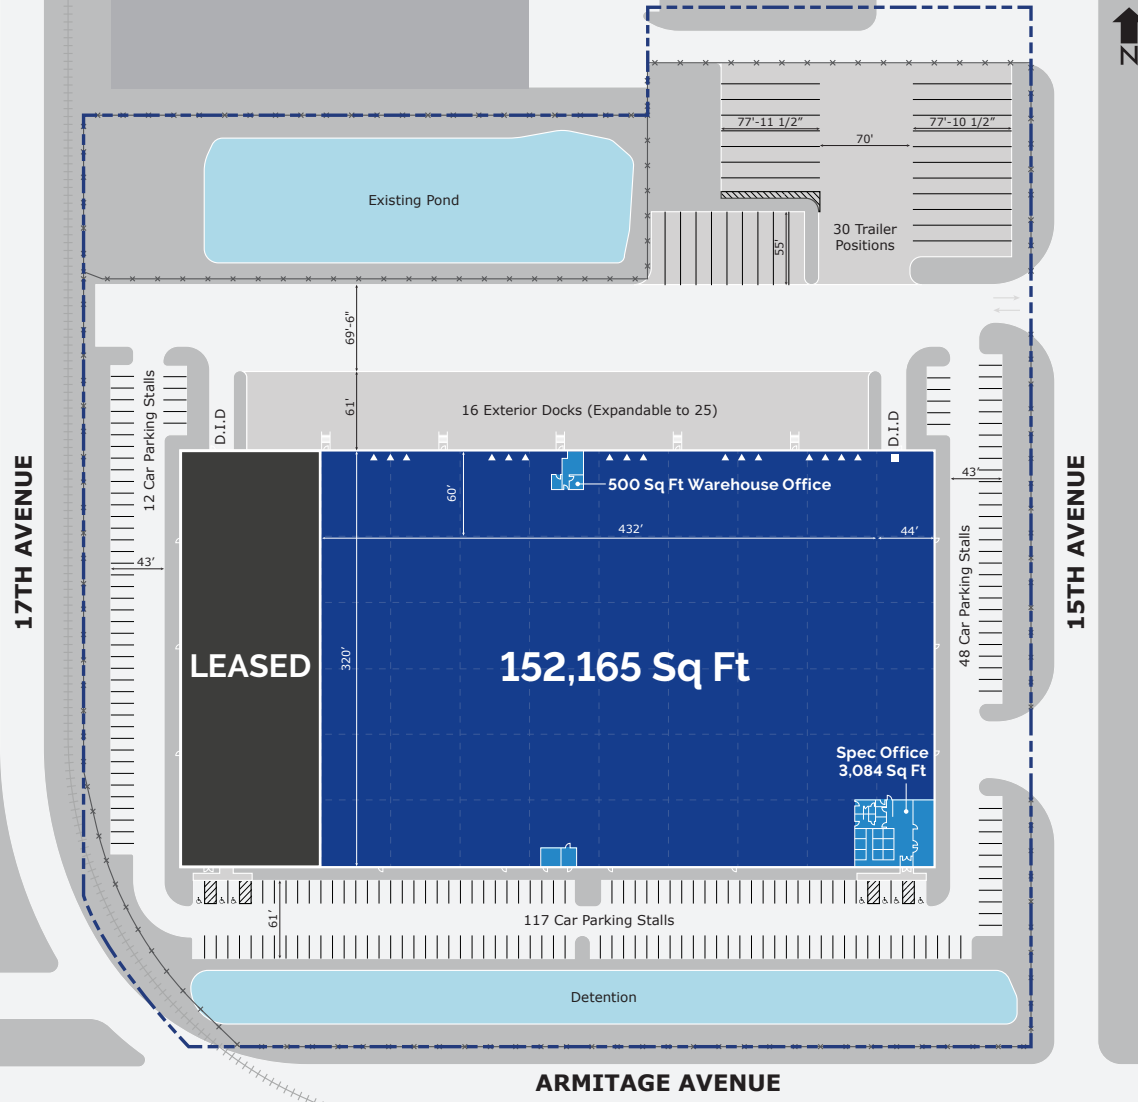 N
77'-11 1/2"
77'-10 1/2"
70'
Existing Pond
30 Trailer
Positions
55'
69'-6"
61'
12 Car Parking Stalls
D.I.D
16 Exterior Docks (Expandable to 25)
D.I.D
17TH AVENUE
15TH AVENUE
43'
500 Sq Ft Warehouse Office
60'
432'
44'
43'
48 Car Parking Stalls
320'
LEASED
152,165 Sq Ft
Spec Office
3,084 Sq Ft
61'
117 Car Parking Stalls
Detention
ARMITAGE AVENUE